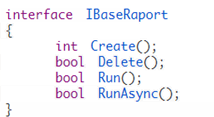 interface IBaseRaport
{
int Create();
bool Delete();
bool Run();
bool RunAsync();
}